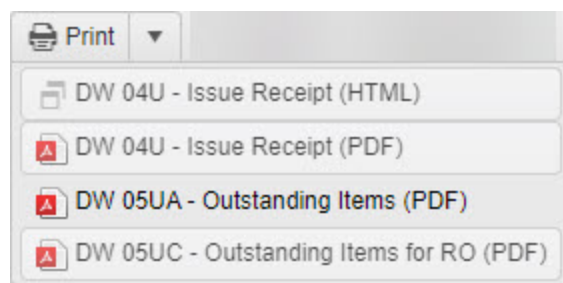 Print
DW 04U - Issue Receipt (HTML)
DW 04U - Issue Receipt (PDF)
DW 05UA - Outstanding Items (PDF)
DW 05UC - Outstanding Items for RO (PDF)